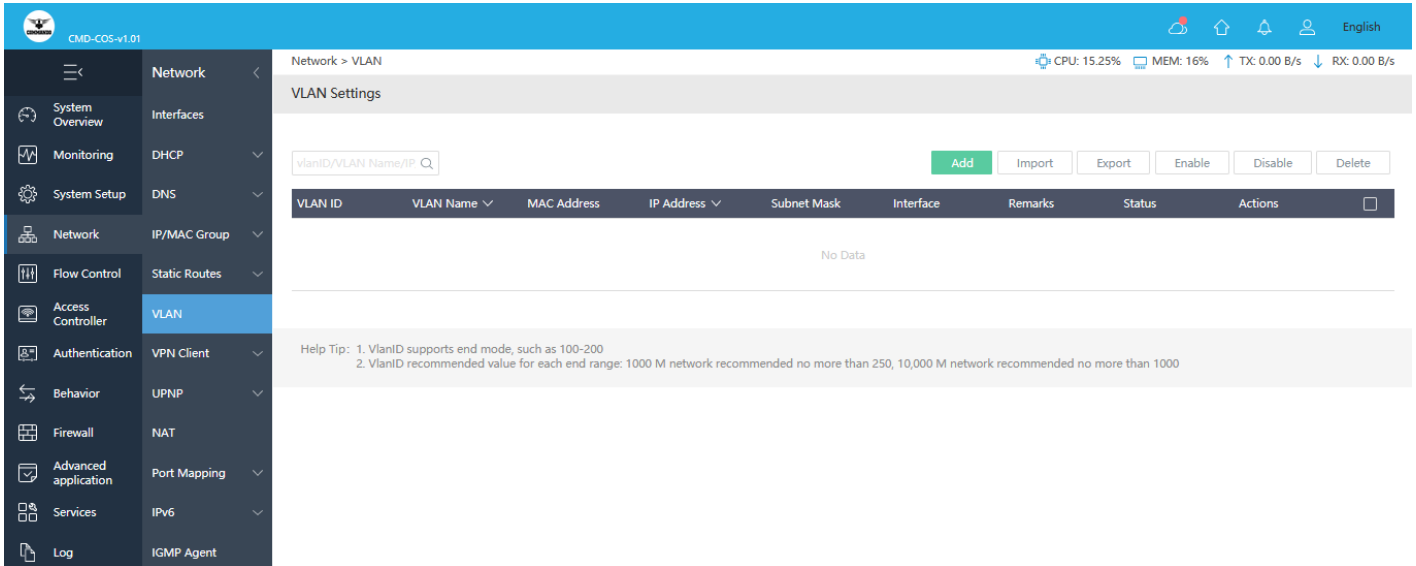 COMMANDO
CMD-COS-v1.01
English
Network
Network > VLAN
CPU: 15.25% MEM: 16% TX: 0.00 B/s RX: 0.00 B/s
VLAN Settings
System Overview
Monitoring
System Setup
Network
Flow Control
Access Controller
Authentication
Behavior
Firewall
Advanced application
Services
Log
Interfaces
DHCP
DNS
IP/MAC Group
Static Routes
VLAN
VPN Client
UPNP
NAT
Port Mapping
IPv6
IGMP Agent
vlanID/VLAN Name/IP
Add Import Export Enable Disable Delete
VLAN ID VLAN Name MAC Address IP Address Subnet Mask Interface Remarks Status Actions
No Data
Help Tip: 1. VlanID supports end mode, such as 100-200
2. VlanID recommended value for each end range: 1000 M network recommended no more than 250, 10,000 M network recommended no more than 1000